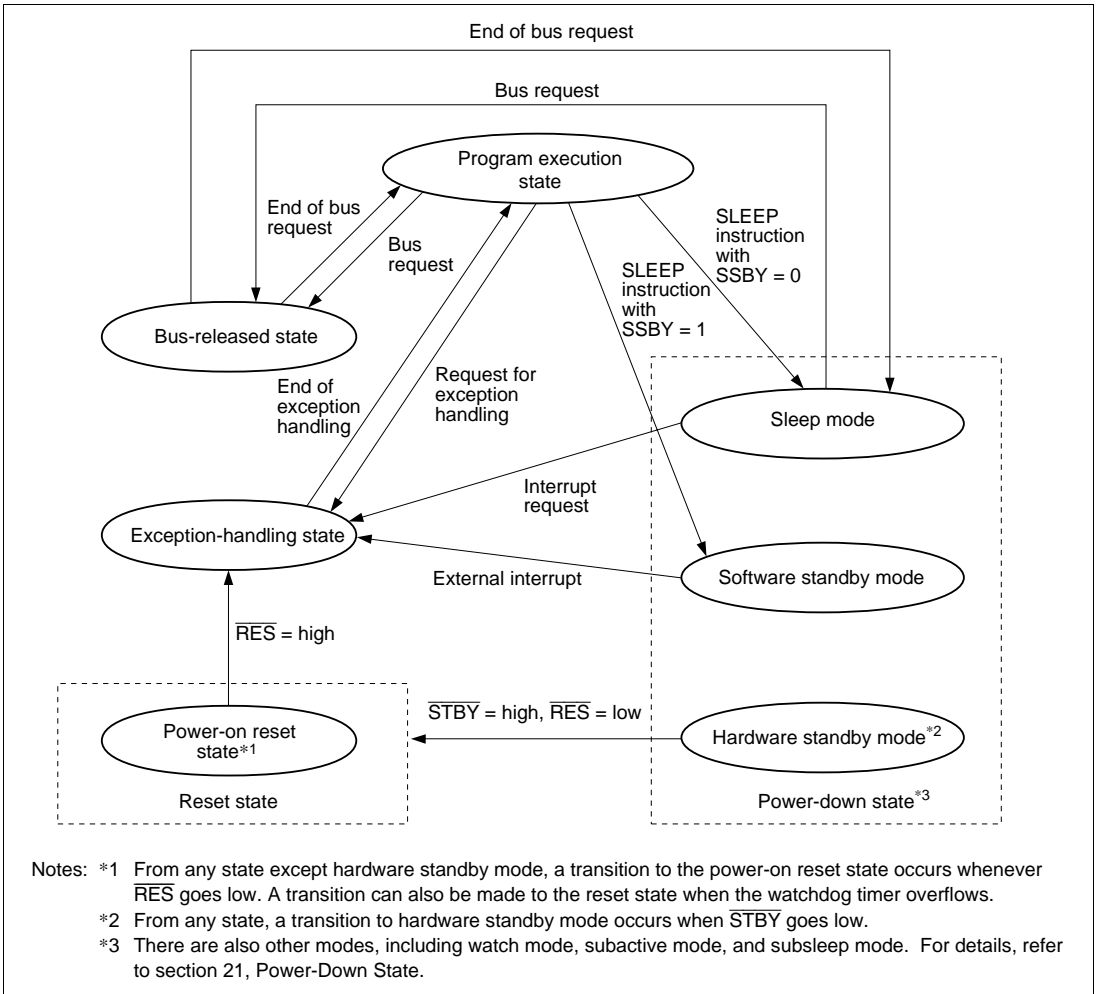 End of bus request
Bus request
Program execution
state
End of bus
request
Bus
request
SLEEP
instruction
with
SSBY = 0
SLEEP
instruction
with
SSBY = 1
Bus-released state
End of
exception
handling
Request for
exception
handling
Sleep mode
Interrupt
request
Exception-handling state
External interrupt
Software standby mode
R̅E̅S̅ = high
S̅T̅B̅Y̅ = high, R̅E̅S̅ = low
Power-on reset
state*1
Hardware standby mode*2
Reset state
Power-down state*3
Notes: *1 From any state except hardware standby mode, a transition to the power-on reset state occurs whenever
R̅E̅S̅ goes low. A transition can also be made to the reset state when the watchdog timer overflows.
*2 From any state, a transition to hardware standby mode occurs when S̅T̅B̅Y̅ goes low.
*3 There are also other modes, including watch mode, subactive mode, and subsleep mode. For details, refer
to section 21, Power-Down State.